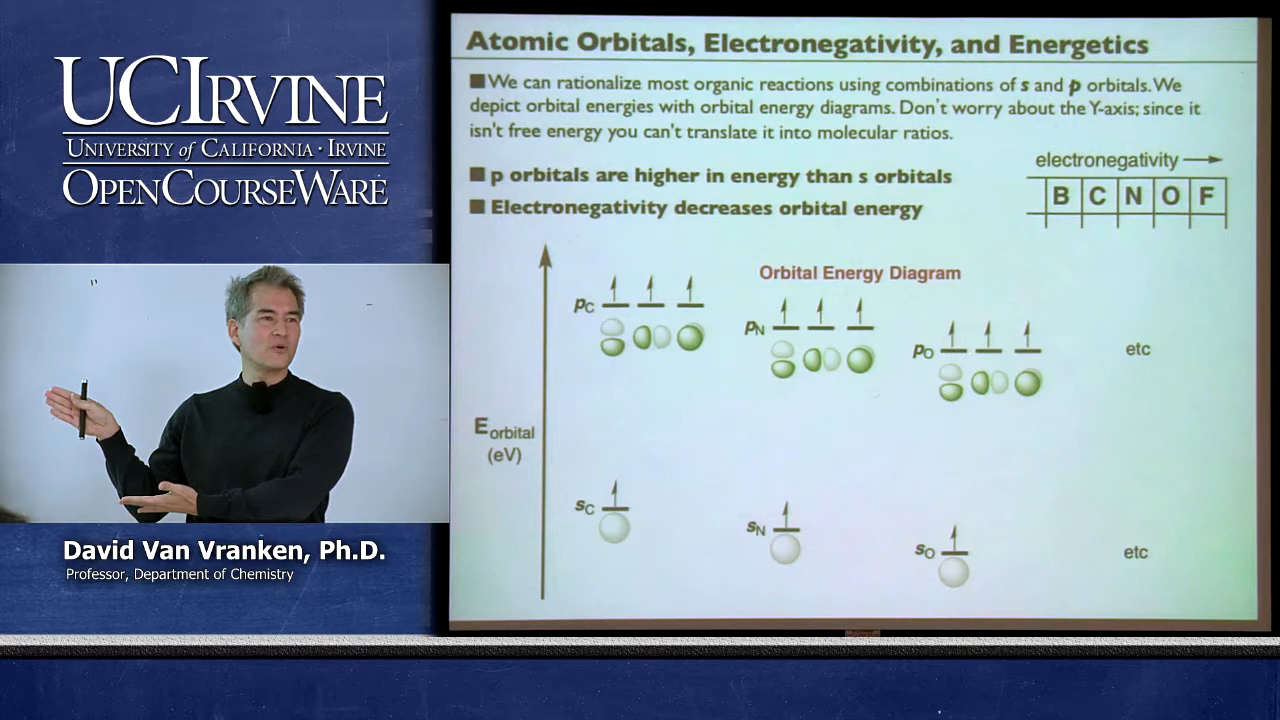 UCIRVINE
UNIVERSITY of CALIFORNIA · IRVINE
OPENCOURSEWARE
David Van Vranken, Ph.D.
Professor, Department of Chemistry
Atomic Orbitals, Electronegativity, and Energetics
■ We can rationalize most organic reactions using combinations of s and p orbitals. We
depict orbital energies with orbital energy diagrams. Don't worry about the Y-axis; since it
isn't free energy you can't translate it into molecular ratios.
■ p orbitals are higher in energy than s orbitals
■ Electronegativity decreases orbital energy
electronegativity
B C N O F
Orbital Energy Diagram
pC
pN
pO
etc
Eorbital
(eV)
sC
sN
sO
etc